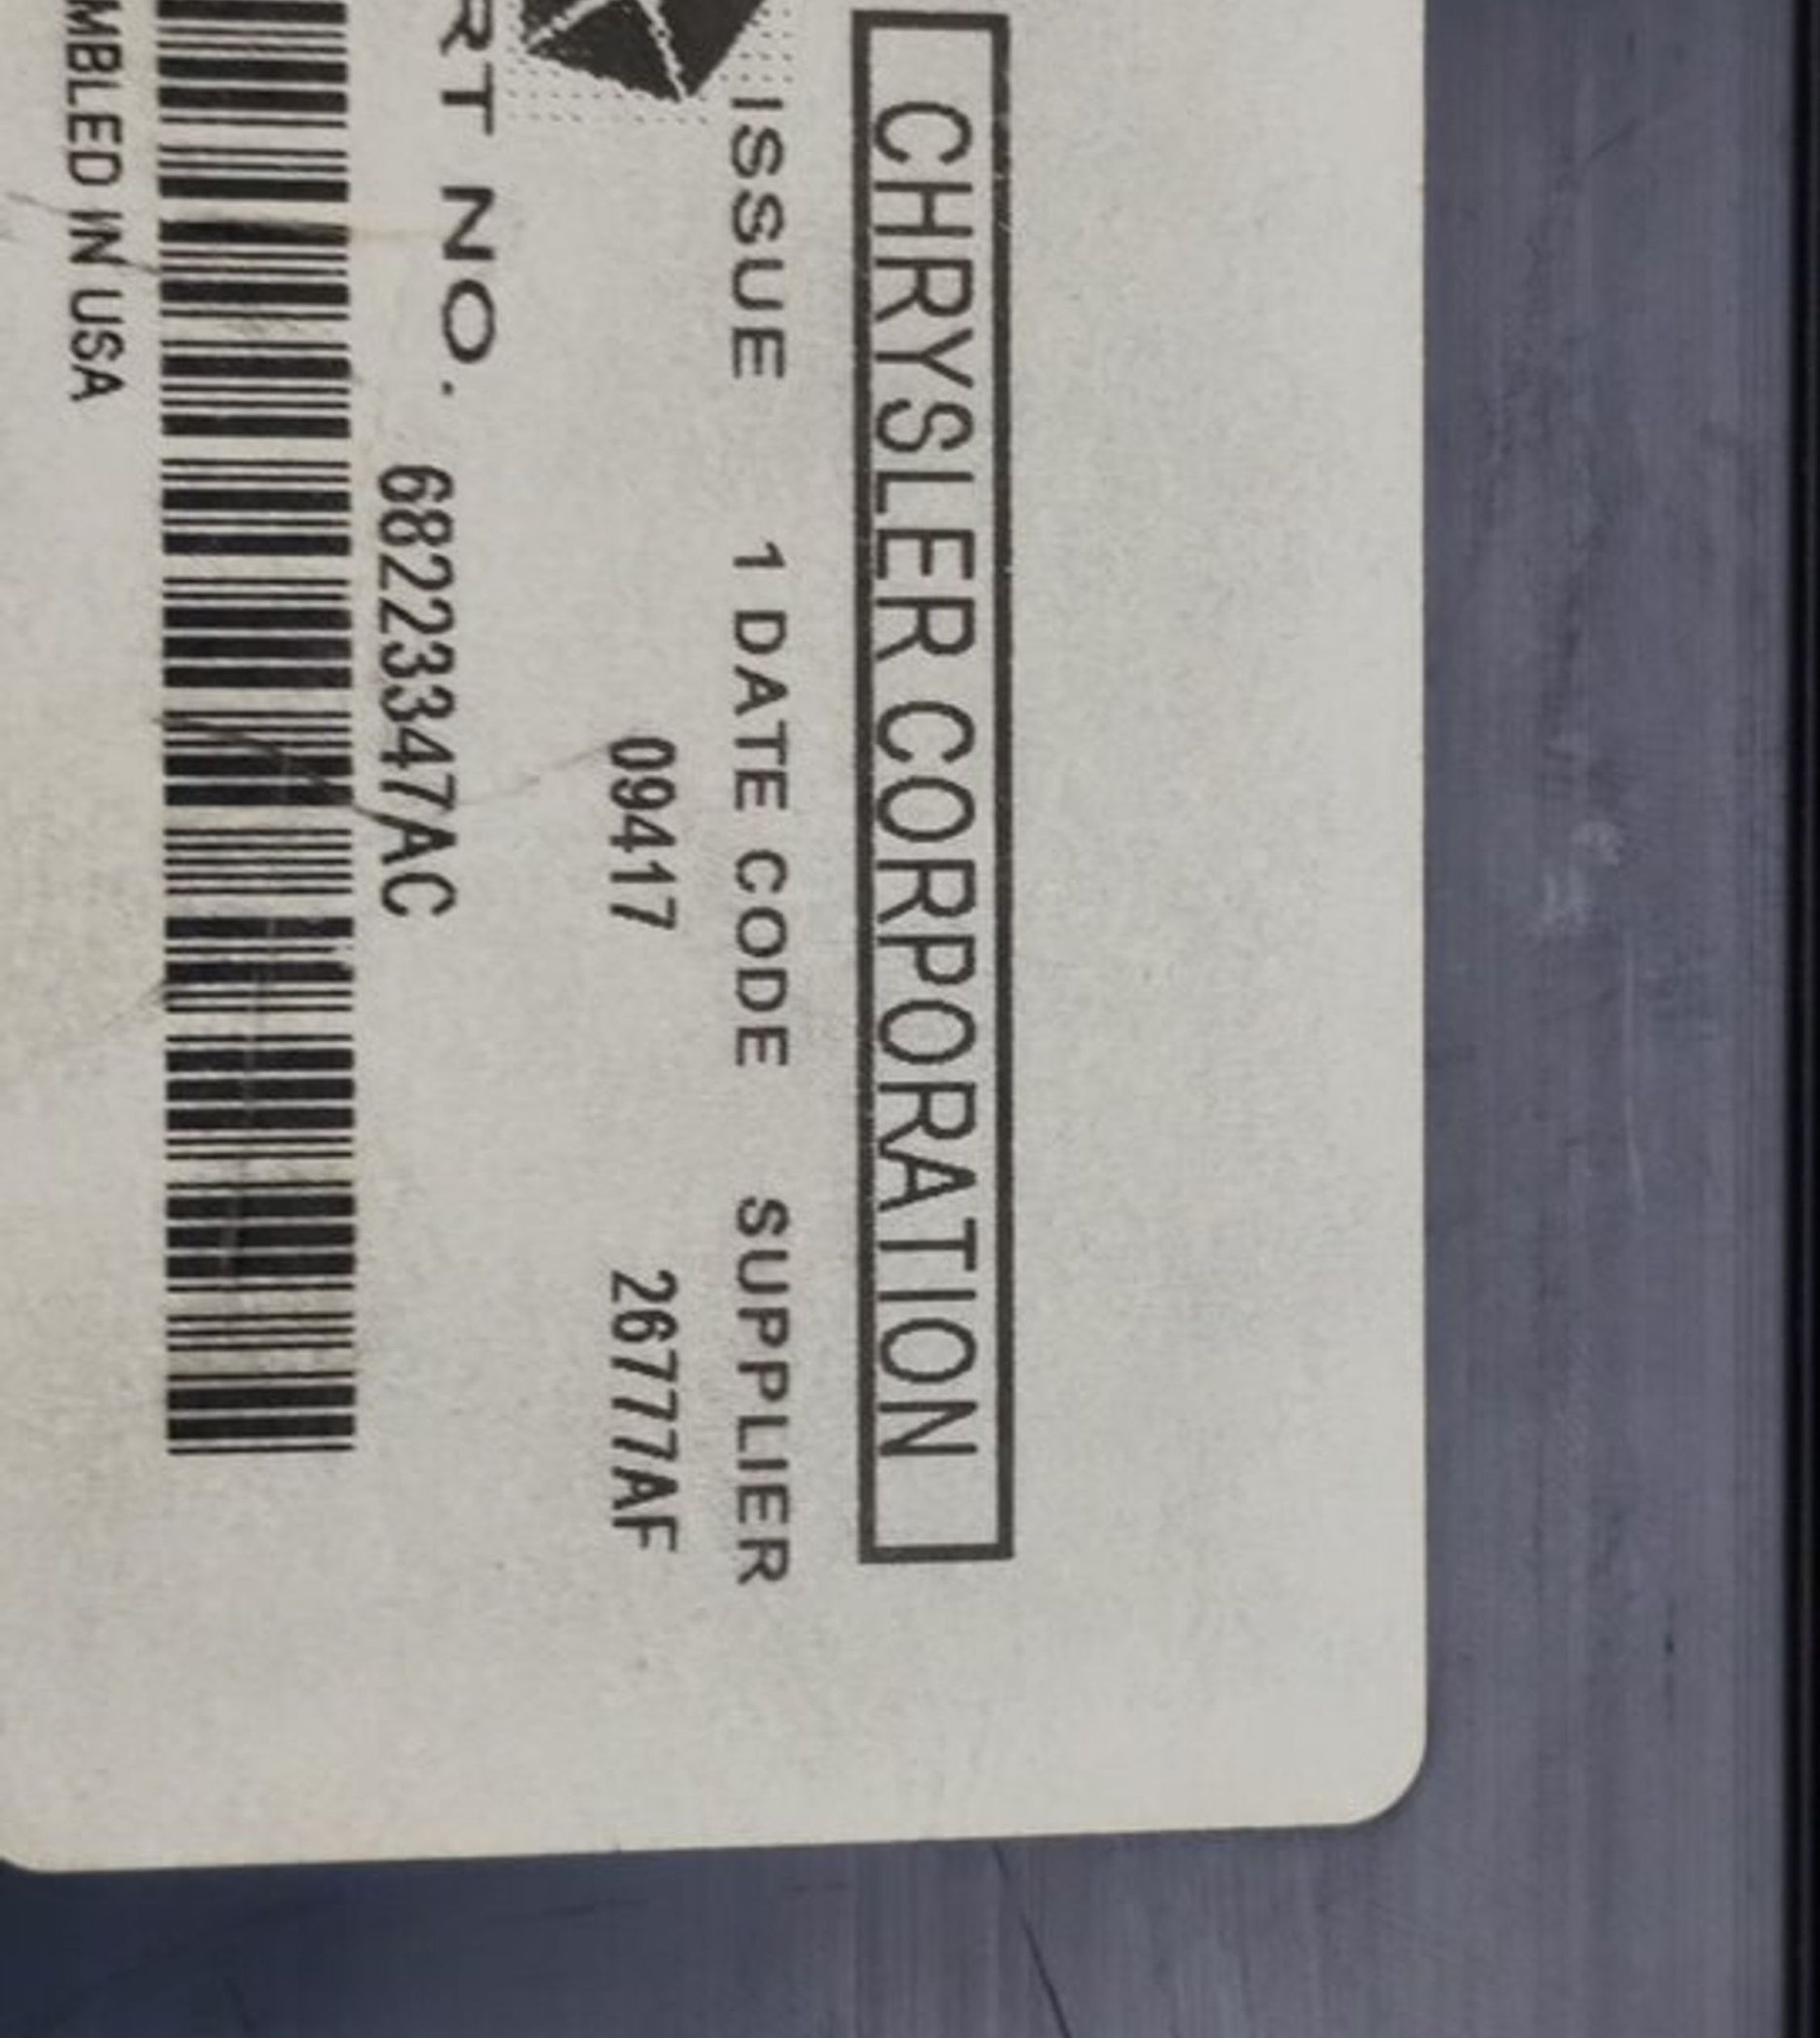 CHRYSLER CORPORATION
ISSUE 1 DATE CODE SUPPLIER
09417 26777AF
RT NO. 68223347AC
MBLED IN USA